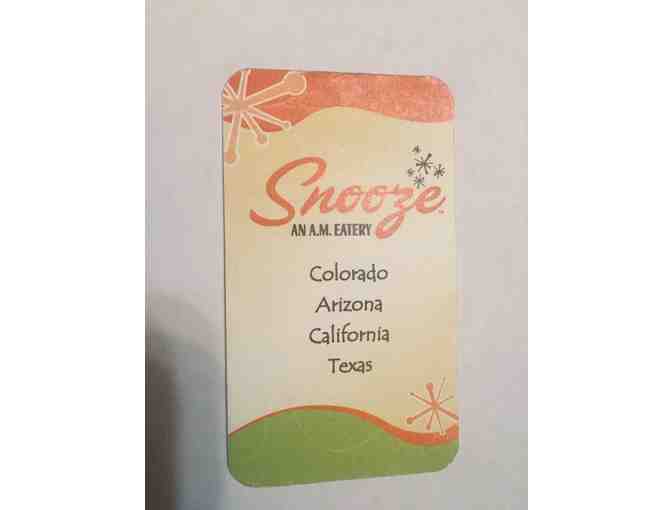 Snooze
AN A.M. EATERY
Colorado
Arizona
California
Texas